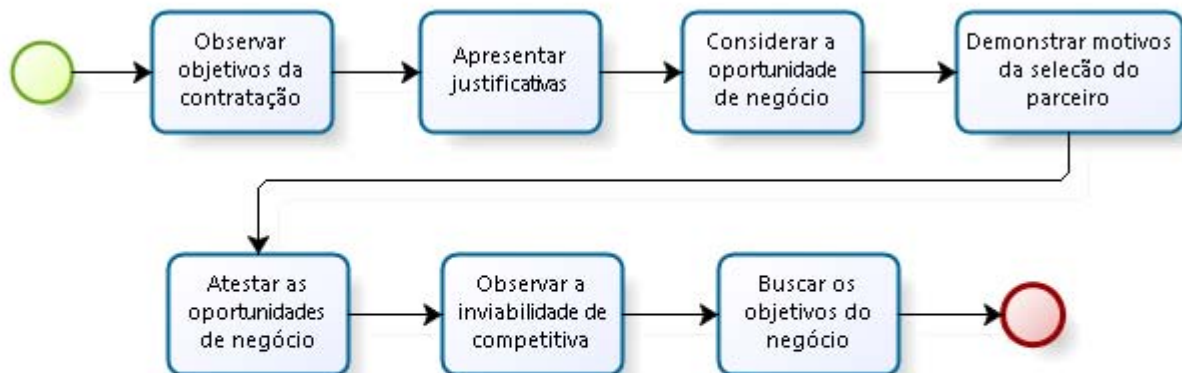 Observar
objetivos da
contratação
Apresentar
justificativas
Considerar a
oportunidade
de negócio
Demonstrar motivos
da selecão do
parceiro
Atestar as
oportunidades
de negócio
Observar a
inviabilidade de
competitiva
Buscar os
objetivos do
negócio